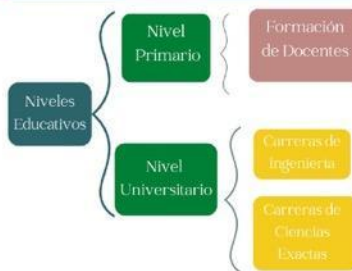 Niveles
Educativos
Nivel
Primario
Formación
de Docentes
Nivel
Universitario
Carreras de
Ingeniería
Carreras de
Ciencias
Exactas